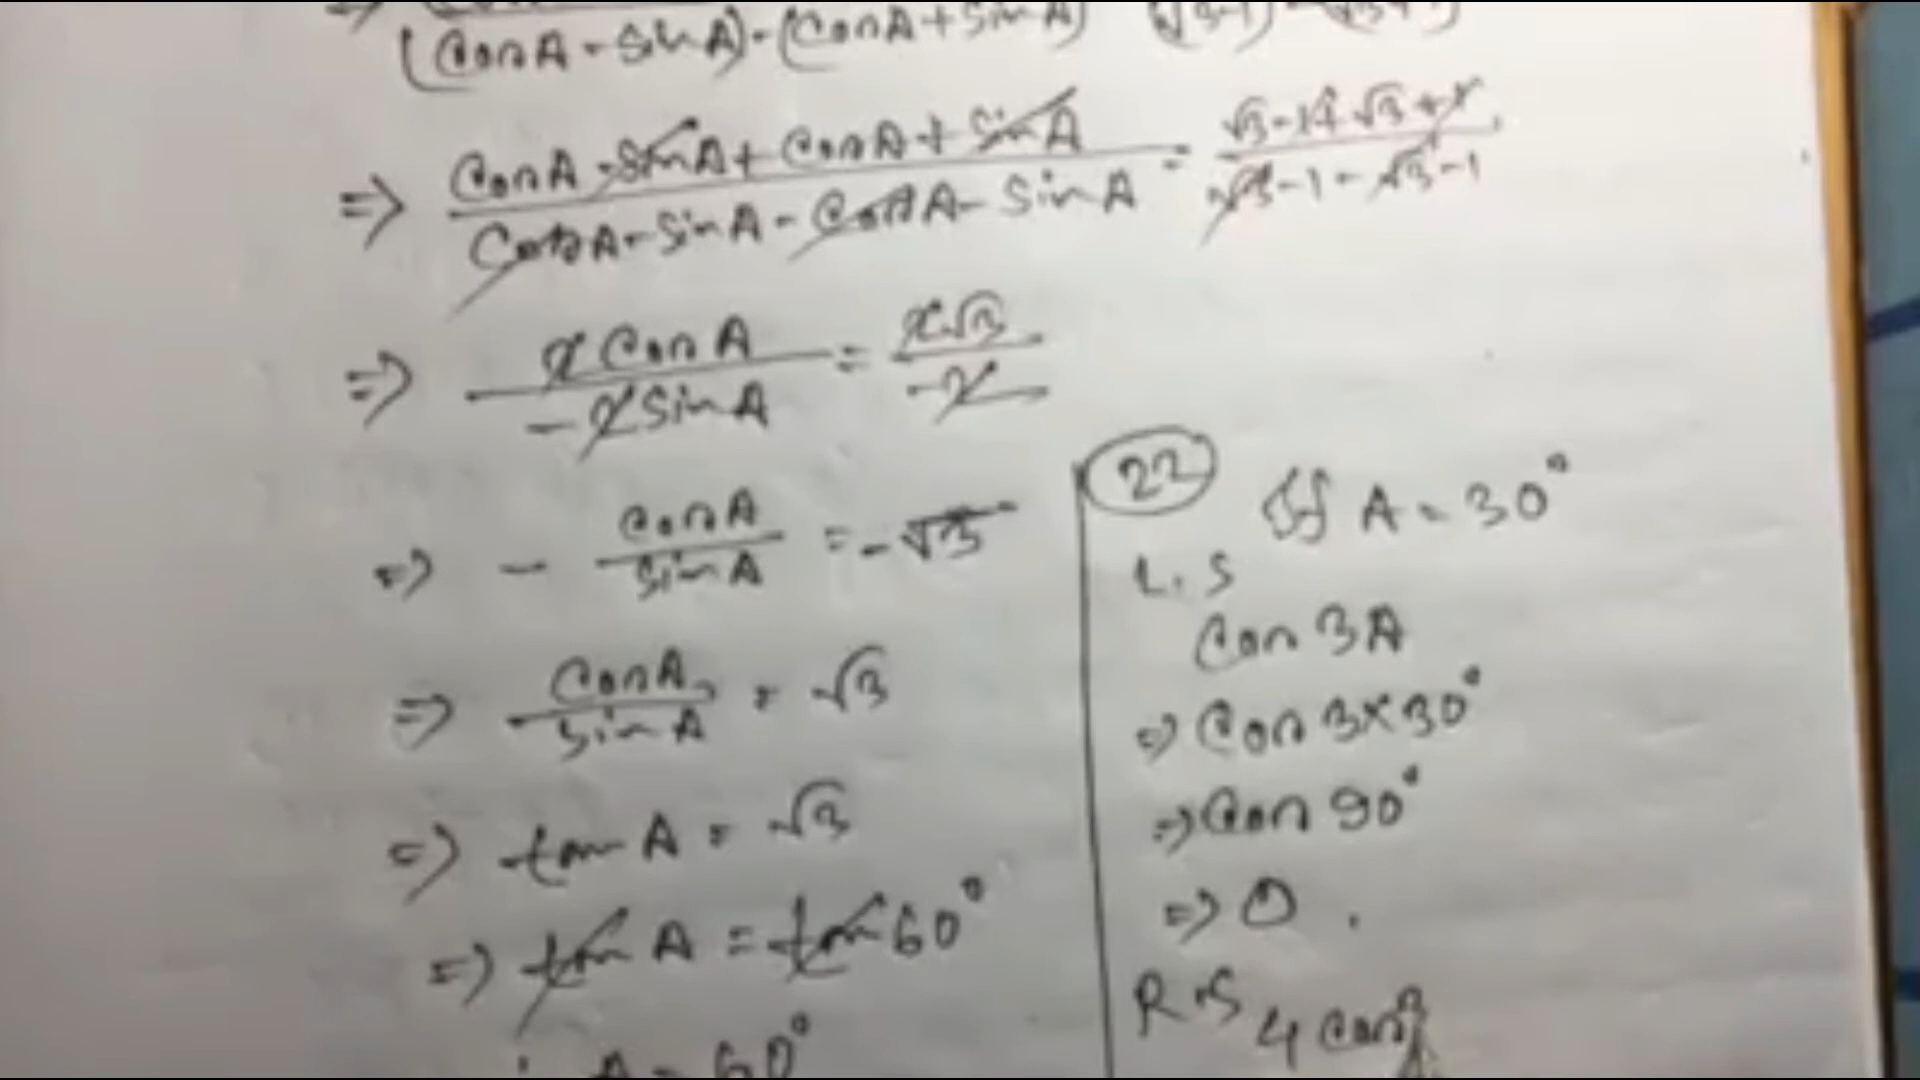 (CosA - SinA) - (CosA + SinA)
⇒ CosA - SinA + CosA + SinA / CosA - SinA - CosA - SinA = √3 - 1 + √3 + 1 / √3 - 1 - √3 - 1
⇒ 2 CosA / - 2 SinA = 2√3 / -2
⇒ - CosA / SinA = - √3
⇒ CosA / SinA = √3
⇒ tan A = √3
⇒ tan A = tan 60°
∴ A = 60°
22 If A = 30°
L.S
Cos 3A
⇒ Cos 3×30°
⇒ Cos 90°
⇒ 0.
R.S 4 cos³